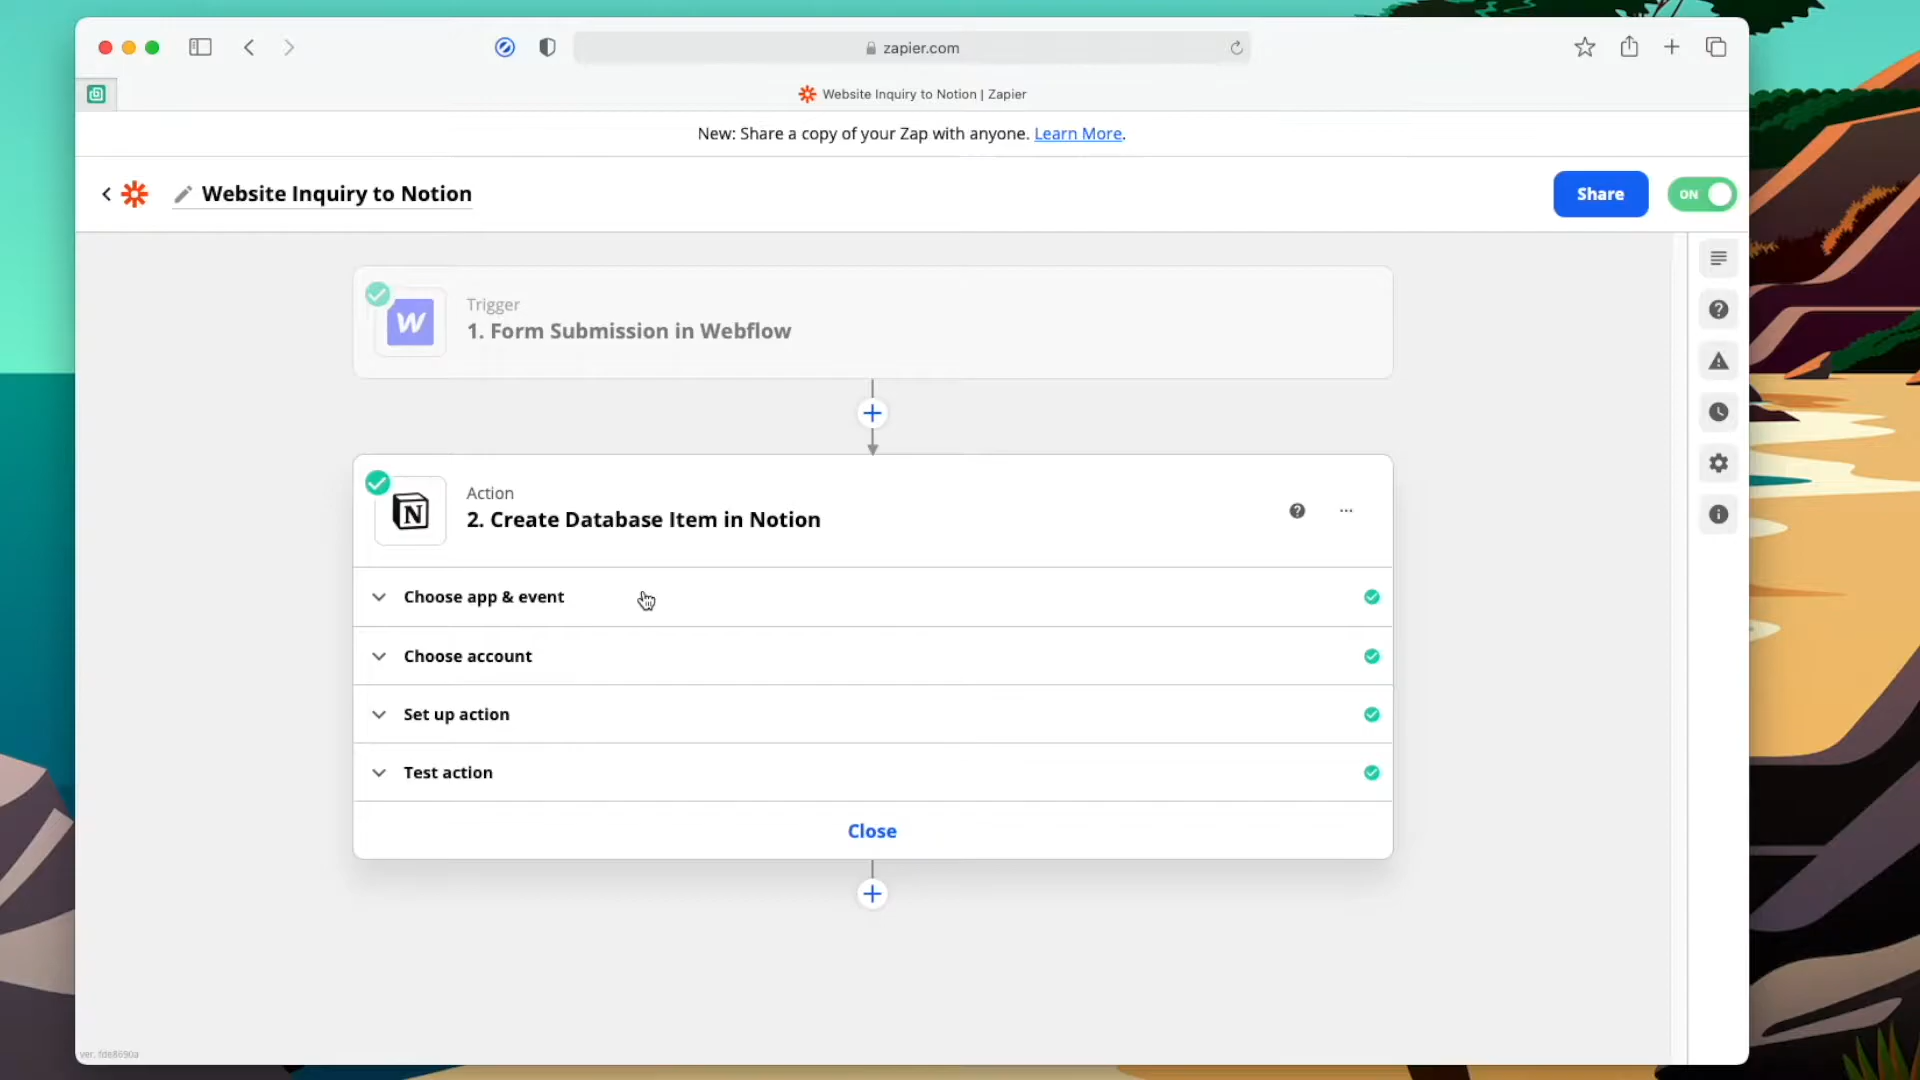 zapier.com
Website Inquiry to Notion | Zapier
New: Share a copy of your Zap with anyone. Learn More.
Website Inquiry to Notion
Share
ON
Trigger
1. Form Submission in Webflow
Action
2. Create Database Item in Notion
Choose app & event
Choose account
Set up action
Test action
Close
ver. fde8690a